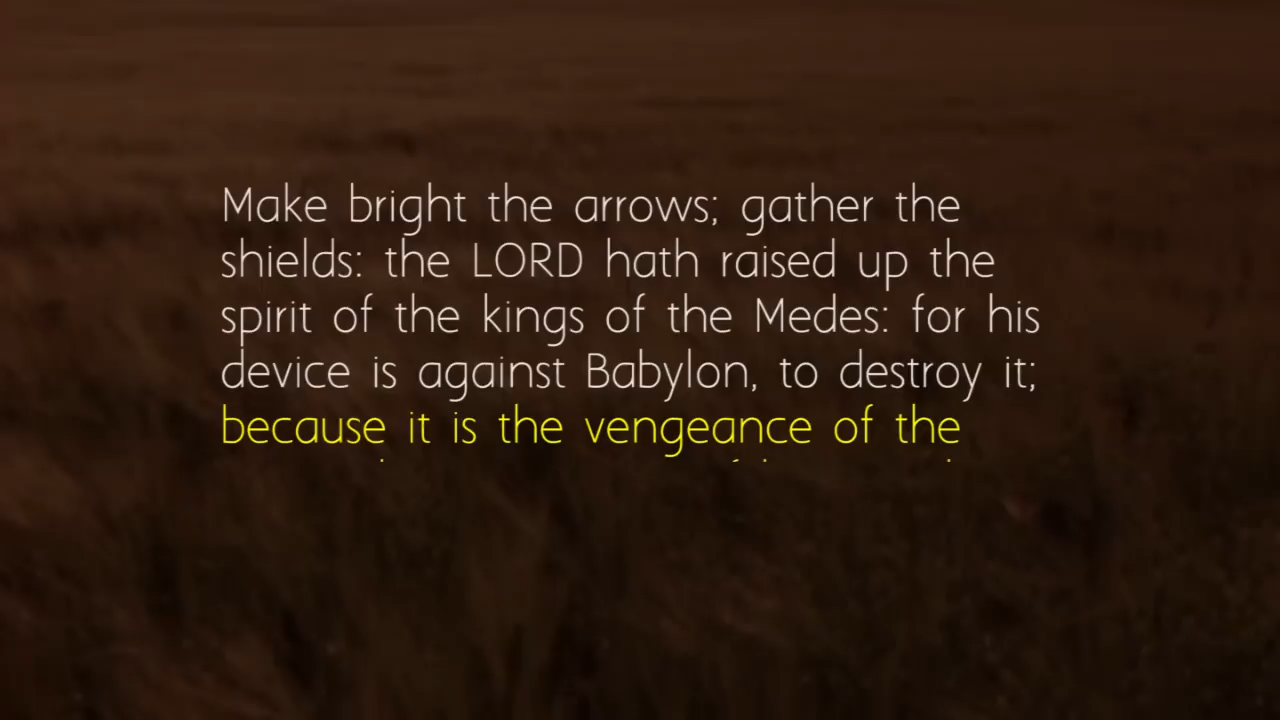 Make bright the arrows; gather the
shields: the LORD hath raised up the
spirit of the kings of the Medes: for his
device is against Babylon, to destroy it;
because it is the vengeance of the